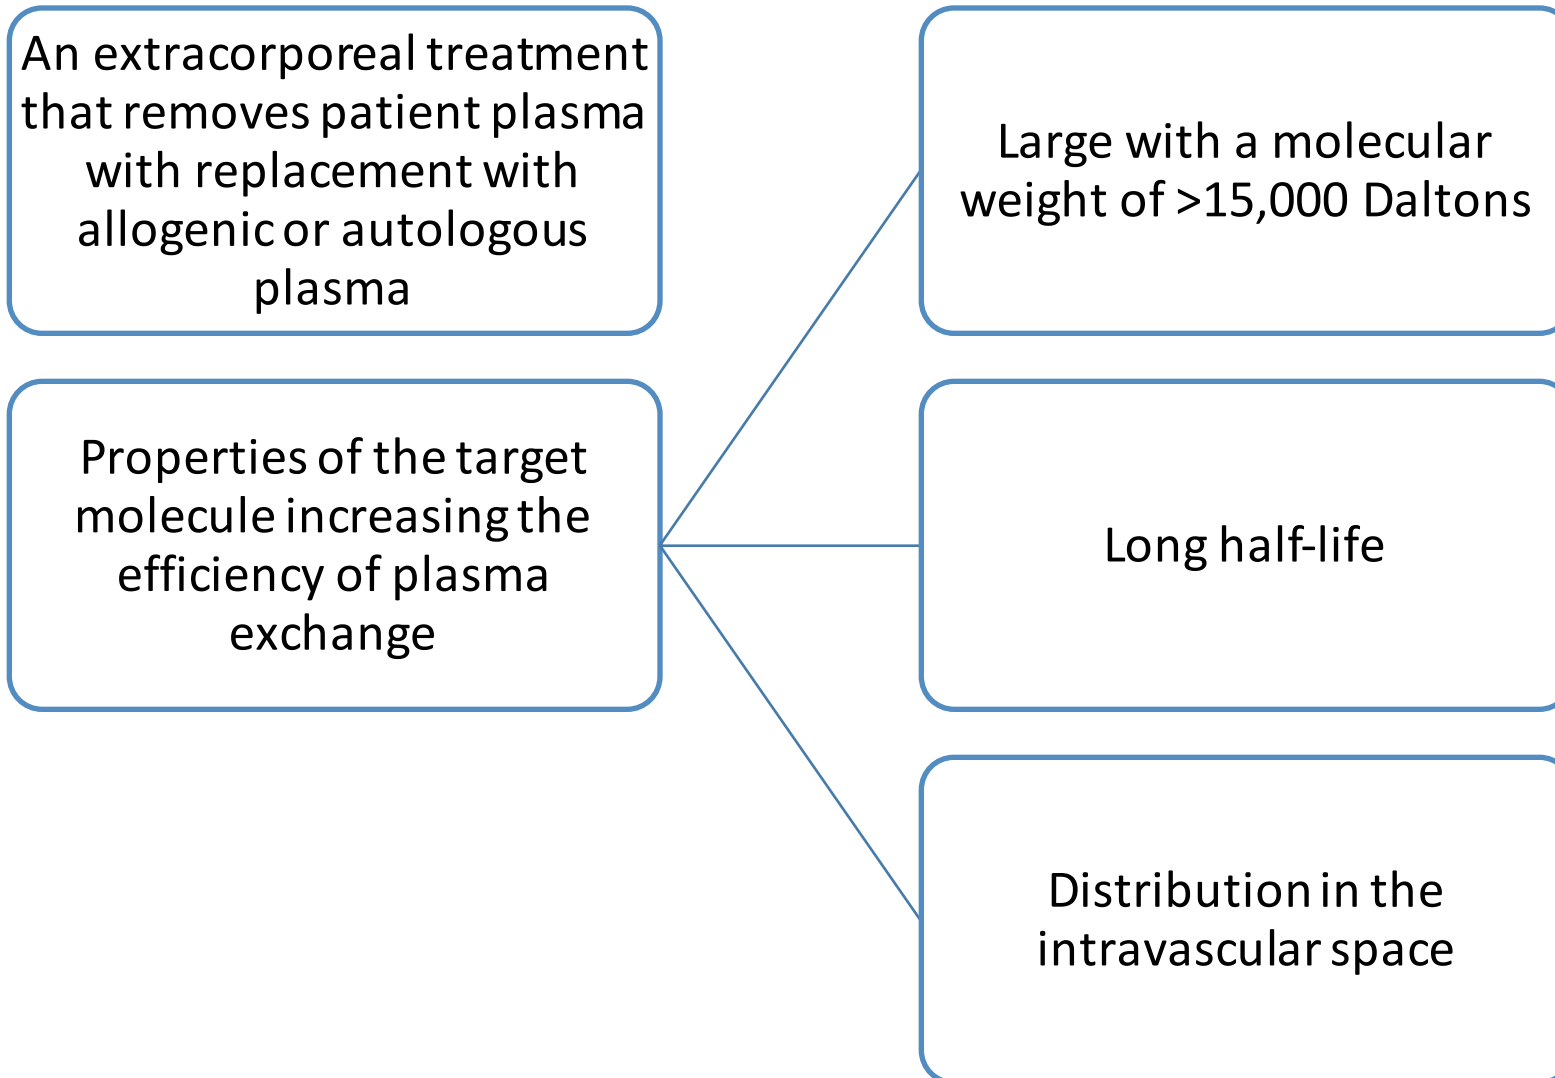 An extracorporeal treatment
that removes patient plasma
with replacement with
allogenic or autologous
plasma
Properties of the target
molecule increasing the
efficiency of plasma
exchange
Large with a molecular
weight of >15,000 Daltons
Long half-life
Distribution in the
intravascular space